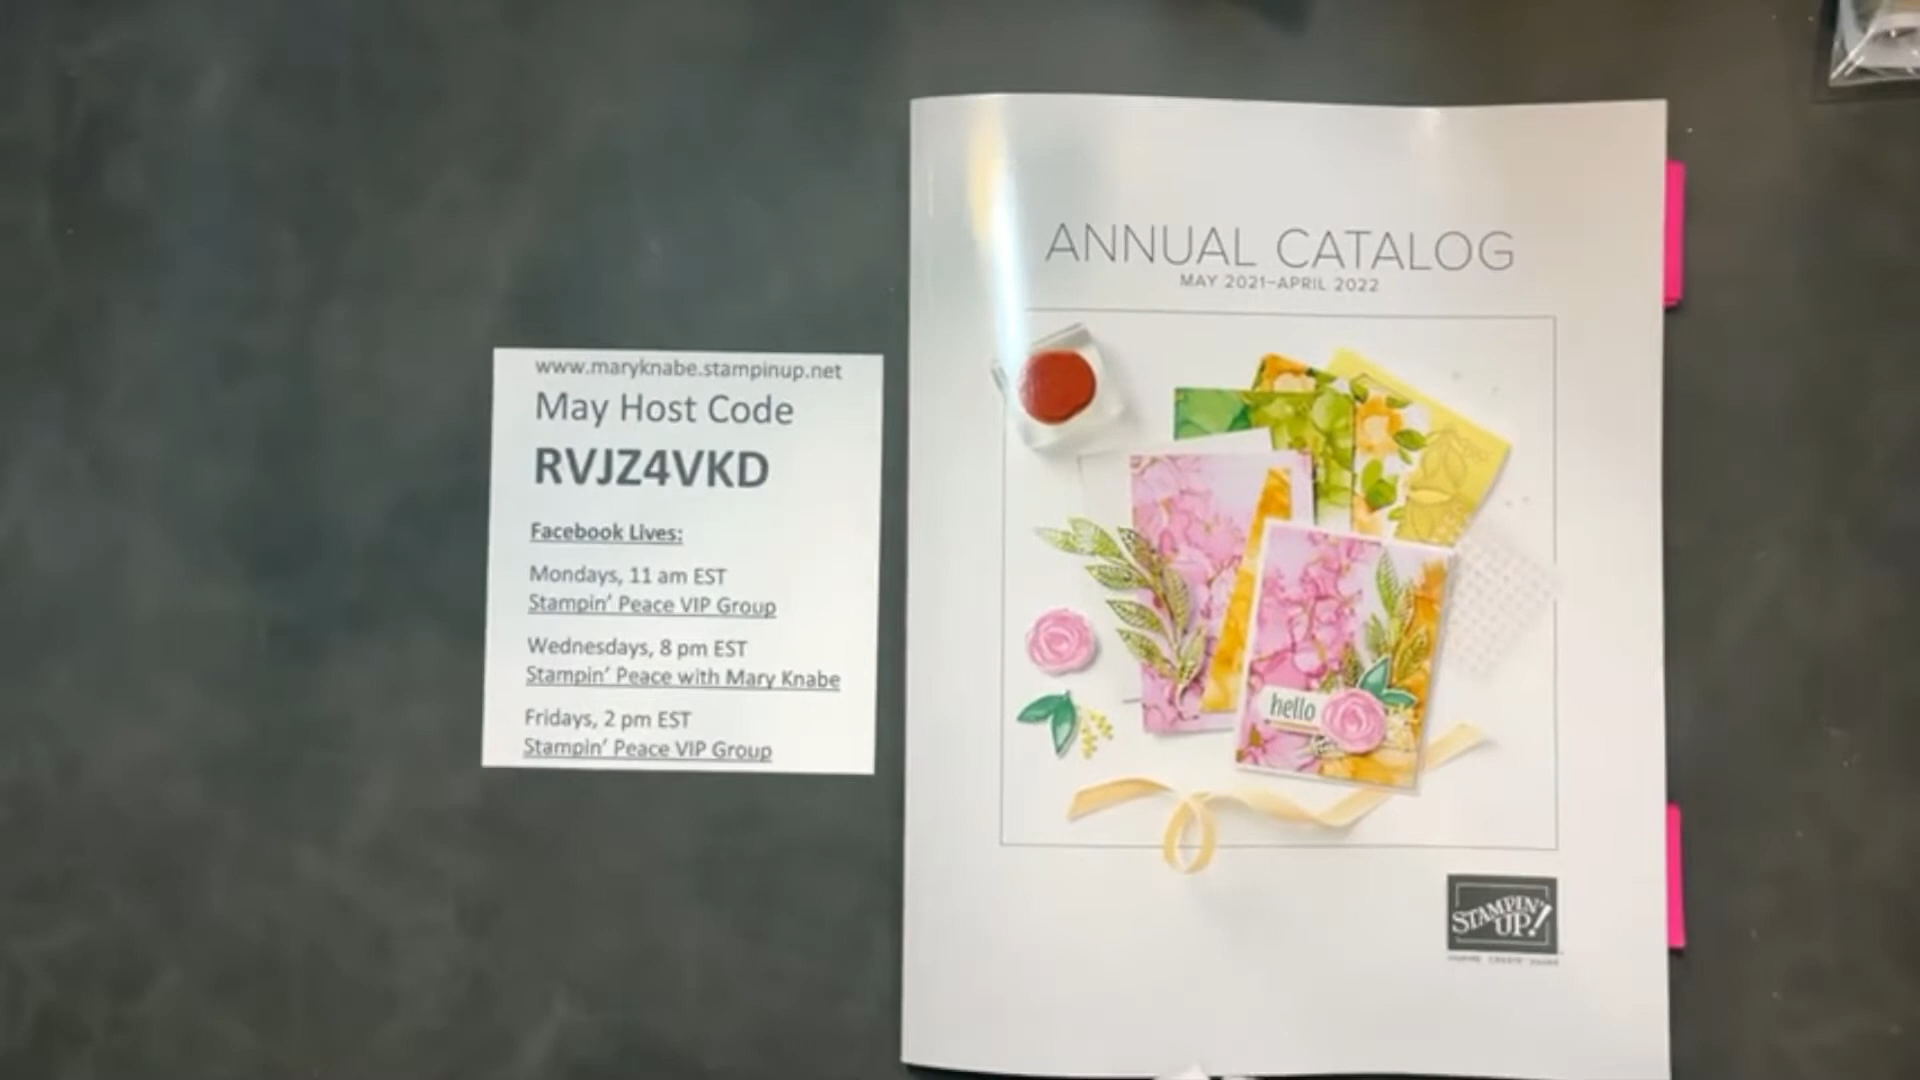 www.maryknabe.stampinup.net
May Host Code
RVJZ4VKD
Facebook Lives:
Mondays, 11 am EST
Stampin' Peace VIP Group
Wednesdays, 8 pm EST
Stampin' Peace with Mary Knabe
Fridays, 2 pm EST
Stampin' Peace VIP Group
ANNUAL CATALOG
MAY 2021–APRIL 2022
hello
STAMPIN'
UP!